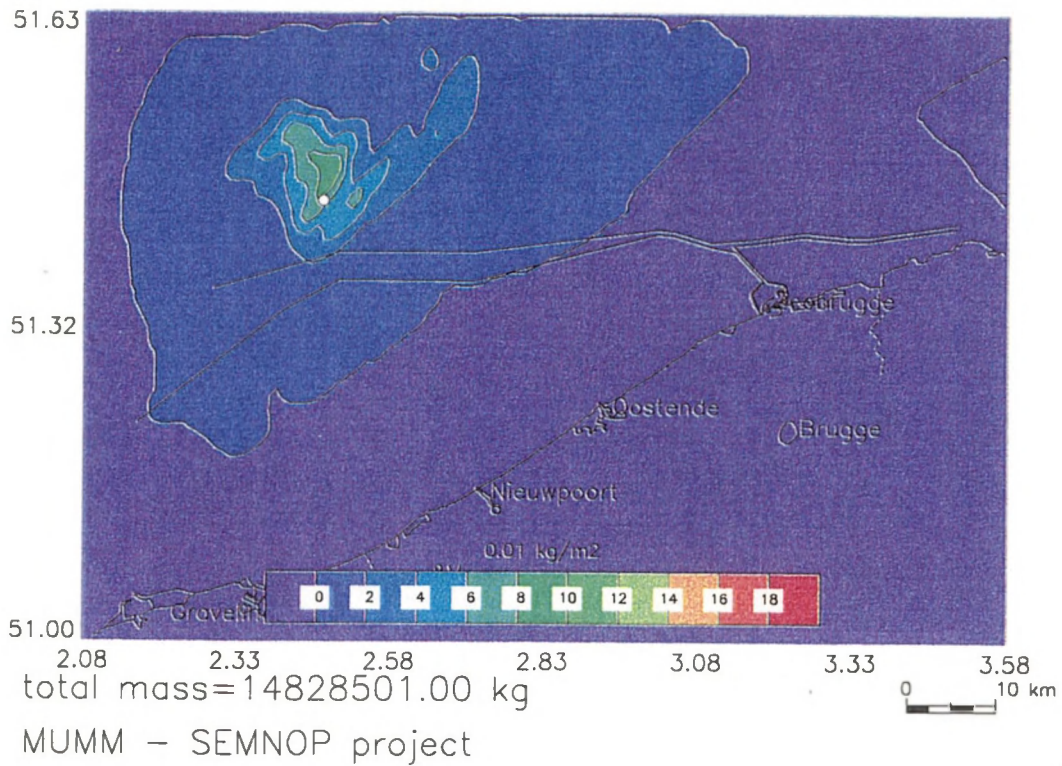 51.63
51.32
Oostende
Brugge
Nieuwpoort
0.01 kg/m2
0 2 4 6 8 10 12 14 16 18
51.00
2.08 2.33 2.58 2.83 3.08 3.33 3.58
total mass=14828501.00 kg
0 10 km
MUMM - SEMNOP project